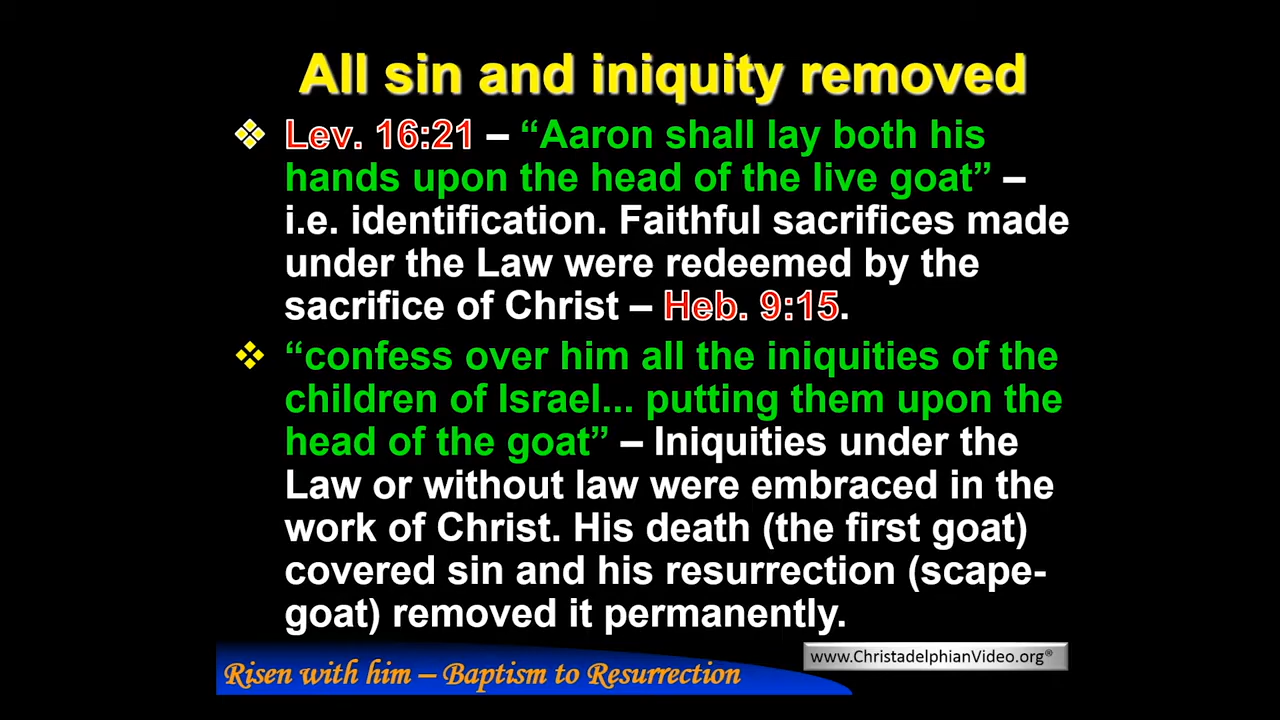 All sin and iniquity removed
Lev. 16:21 – “Aaron shall lay both his
hands upon the head of the live goat” –
i.e. identification. Faithful sacrifices made
under the Law were redeemed by the
sacrifice of Christ – Heb. 9:15.
“confess over him all the iniquities of the
children of Israel... putting them upon the
head of the goat” – Iniquities under the
Law or without law were embraced in the
work of Christ. His death (the first goat)
covered sin and his resurrection (scape-
goat) removed it permanently.
www.ChristadelphianVideo.org®
Risen with him – Baptism to Resurrection